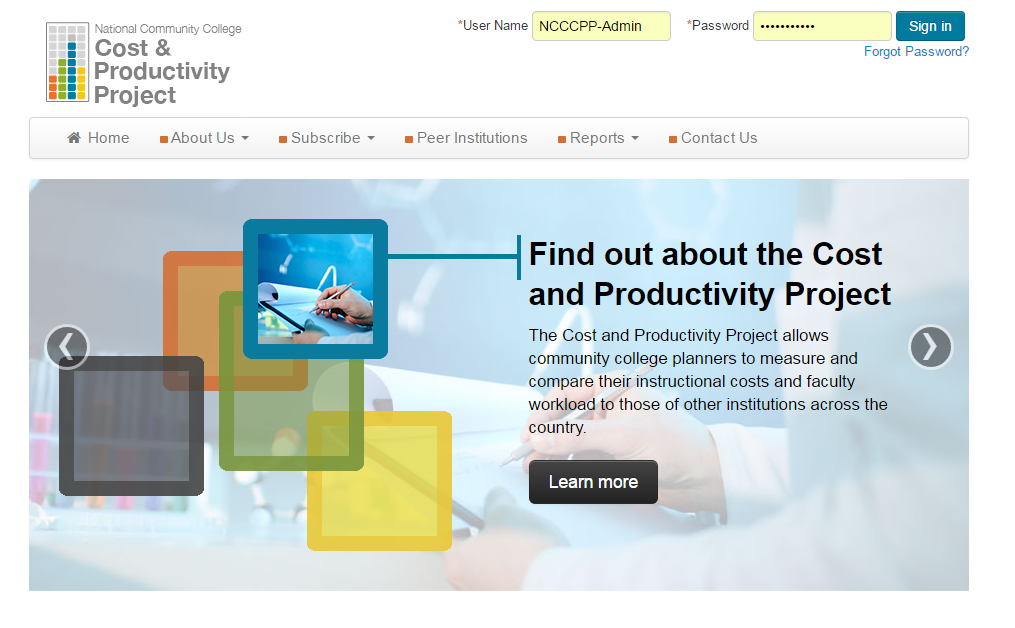 National Community College
Cost &
Productivity
Project
*User Name NCCCPP-Admin *Password ••••••••••• Sign in
Forgot Password?
Home About Us Subscribe Peer Institutions Reports Contact Us
Find out about the Cost
and Productivity Project
The Cost and Productivity Project allows
community college planners to measure and
compare their instructional costs and faculty
workload to those of other institutions across the
country.
Learn more